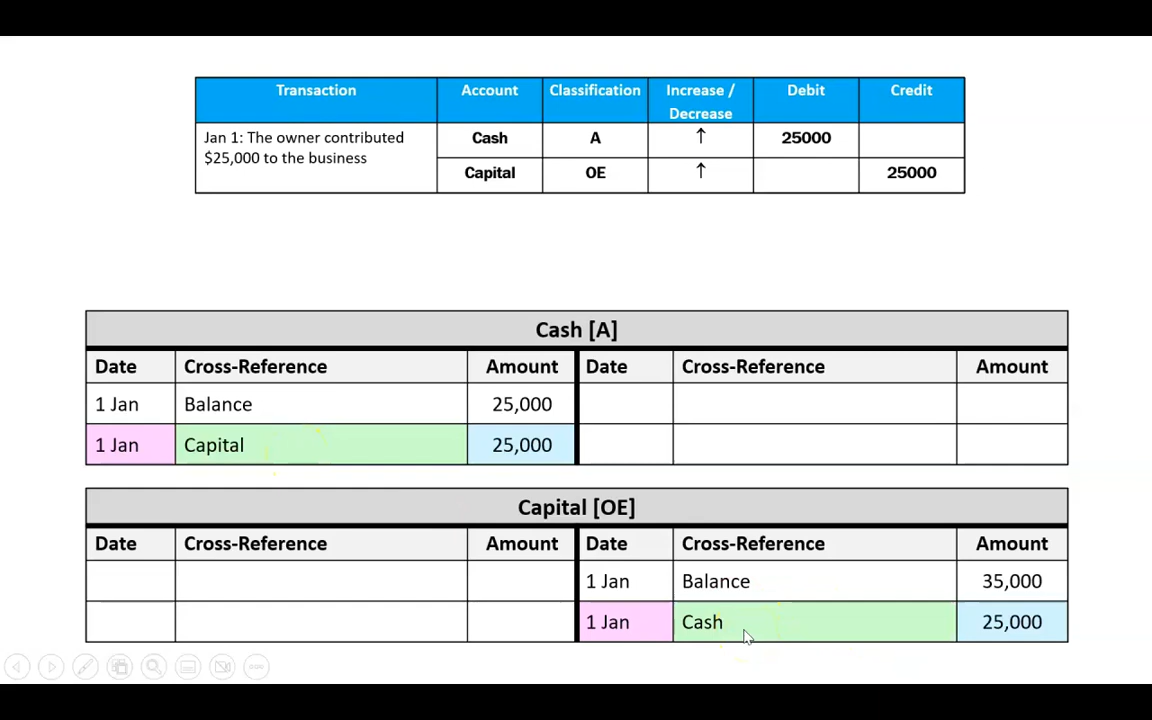 Transaction Account Classification Increase / Decrease Debit Credit
Jan 1: The owner contributed
$25,000 to the business
Cash A ↑ 25000
Capital OE ↑ 25000
Cash [A]
Date Cross-Reference Amount Date Cross-Reference Amount
1 Jan Balance 25,000
1 Jan Capital 25,000
Capital [OE]
Date Cross-Reference Amount Date Cross-Reference Amount
1 Jan Balance 35,000
1 Jan Cash 25,000